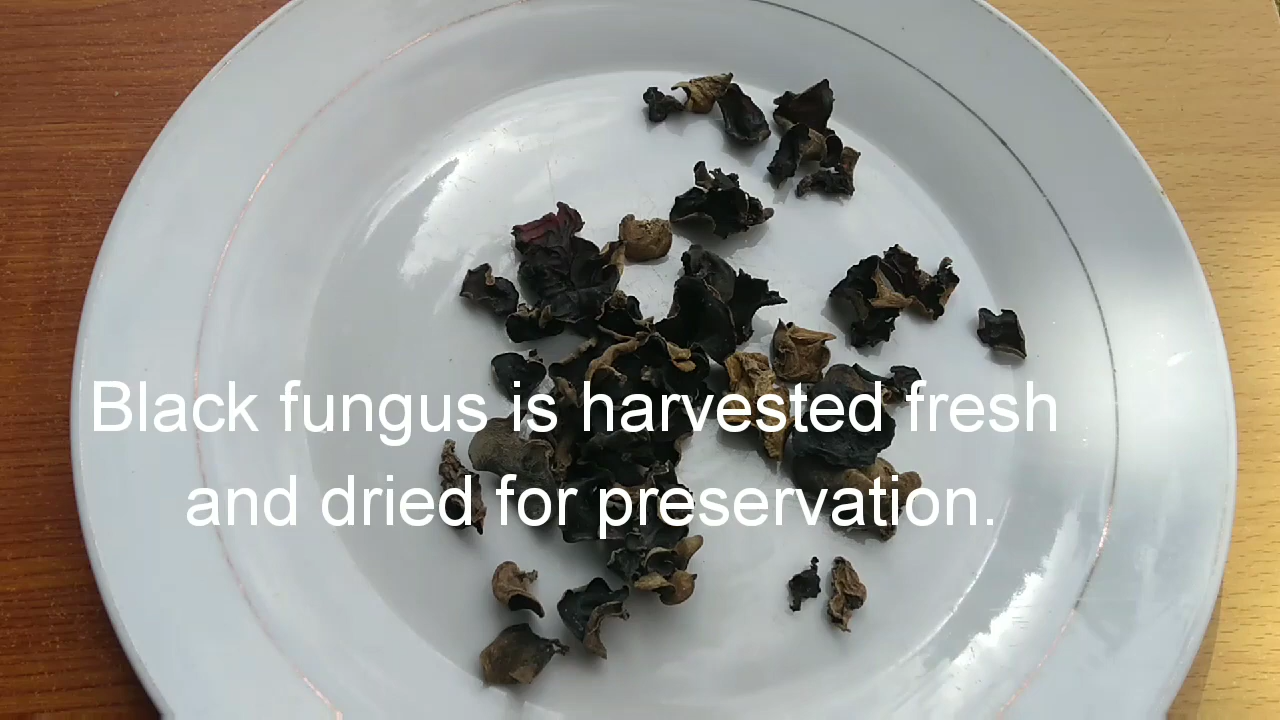 Black fungus is harvested fresh
and dried for preservation.